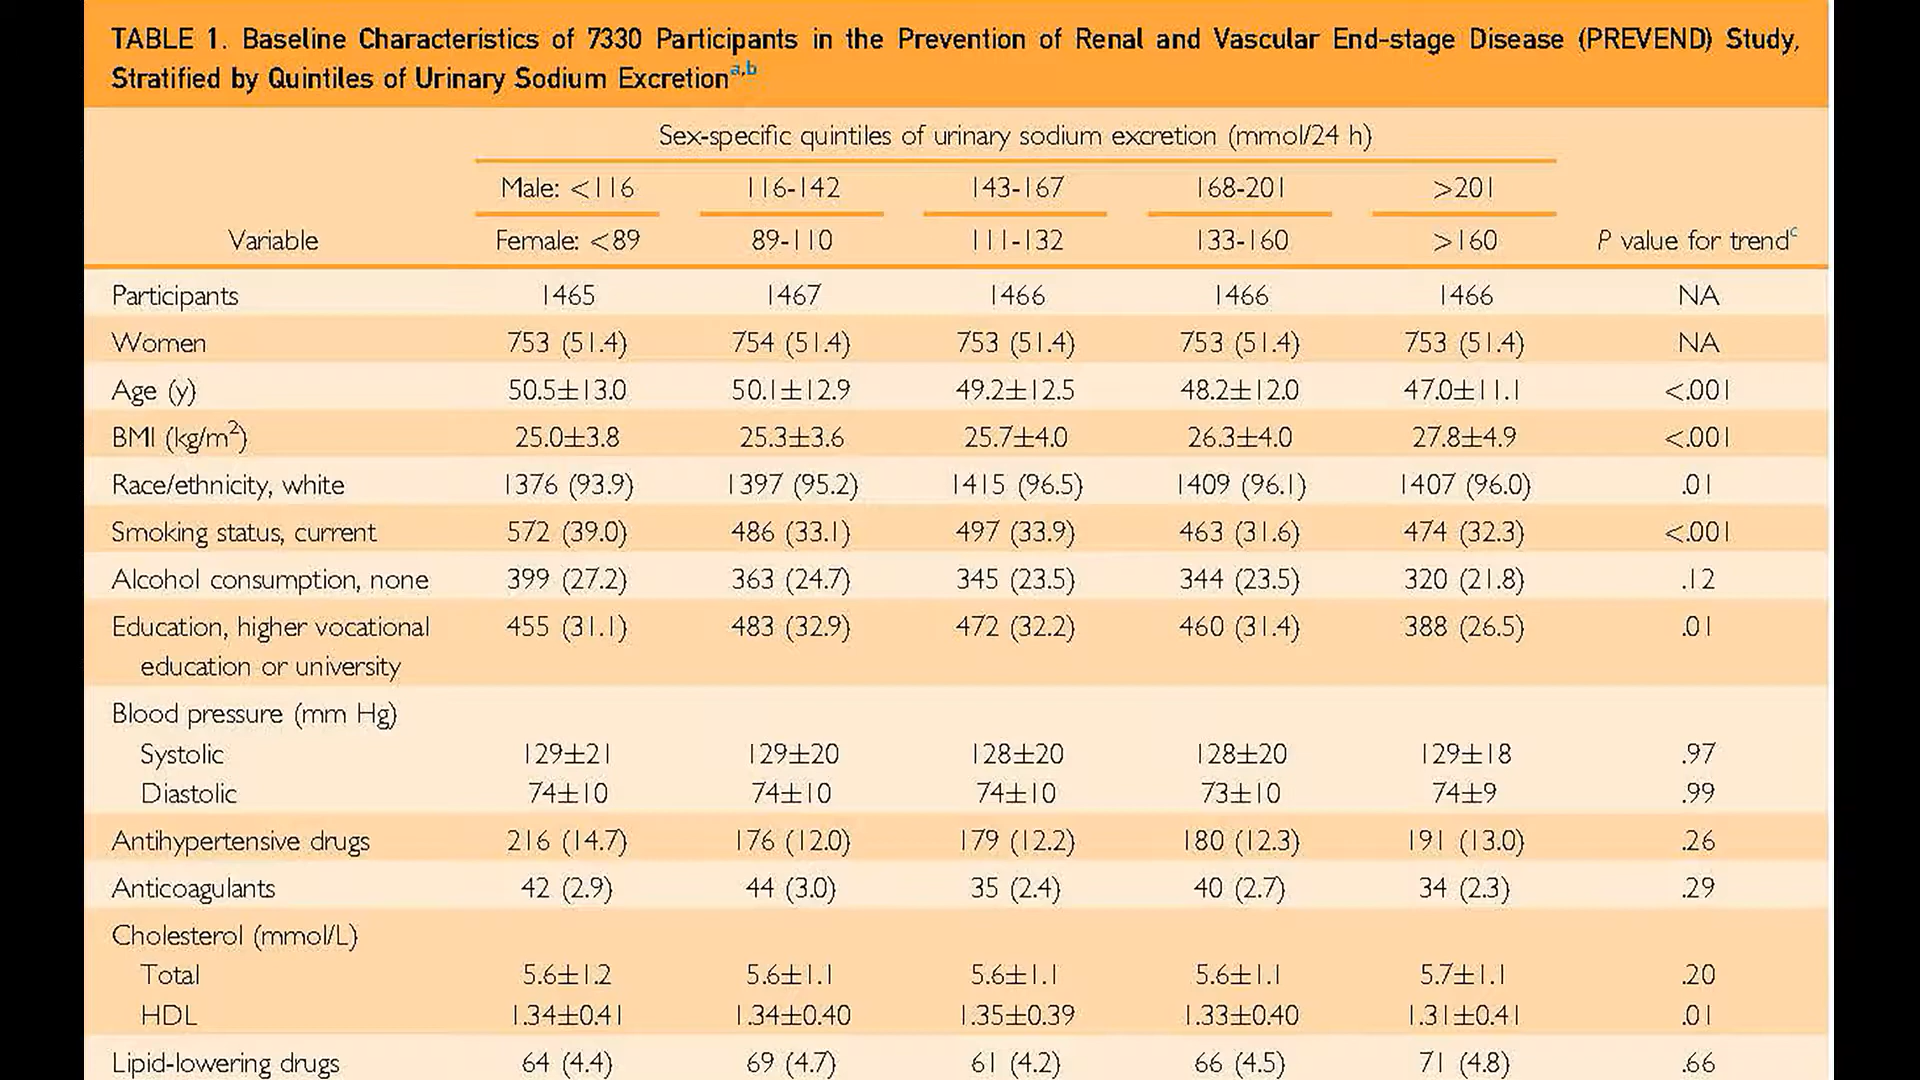 TABLE 1. Baseline Characteristics of 7330 Participants in the Prevention of Renal and Vascular End-stage Disease (PREVEND) Study,
Stratified by Quintiles of Urinary Sodium Excretion a,b
Sex-specific quintiles of urinary sodium excretion (mmol/24 h)
Male: <116 116-142 143-167 168-201 >201
Variable Female: <89 89-110 111-132 133-160 >160 P value for trend c
Participants 1465 1467 1466 1466 1466 NA
Women 753 (51.4) 754 (51.4) 753 (51.4) 753 (51.4) 753 (51.4) NA
Age (y) 50.5±13.0 50.1±12.9 49.2±12.5 48.2±12.0 47.0±11.1 <.001
BMI (kg/m²) 25.0±3.8 25.3±3.6 25.7±4.0 26.3±4.0 27.8±4.9 <.001
Race/ethnicity, white 1376 (93.9) 1397 (95.2) 1415 (96.5) 1409 (96.1) 1407 (96.0) .01
Smoking status, current 572 (39.0) 486 (33.1) 497 (33.9) 463 (31.6) 474 (32.3) <.001
Alcohol consumption, none 399 (27.2) 363 (24.7) 345 (23.5) 344 (23.5) 320 (21.8) .12
Education, higher vocational 455 (31.1) 483 (32.9) 472 (32.2) 460 (31.4) 388 (26.5) .01
education or university
Blood pressure (mm Hg)
Systolic 129±21 129±20 128±20 128±20 129±18 .97
Diastolic 74±10 74±10 74±10 73±10 74±9 .99
Antihypertensive drugs 216 (14.7) 176 (12.0) 179 (12.2) 180 (12.3) 191 (13.0) .26
Anticoagulants 42 (2.9) 44 (3.0) 35 (2.4) 40 (2.7) 34 (2.3) .29
Cholesterol (mmol/L)
Total 5.6±1.2 5.6±1.1 5.6±1.1 5.6±1.1 5.7±1.1 .20
HDL 1.34±0.41 1.34±0.40 1.35±0.39 1.33±0.40 1.31±0.41 .01
Lipid-lowering drugs 64 (4.4) 69 (4.7) 61 (4.2) 66 (4.5) 71 (4.8) .66